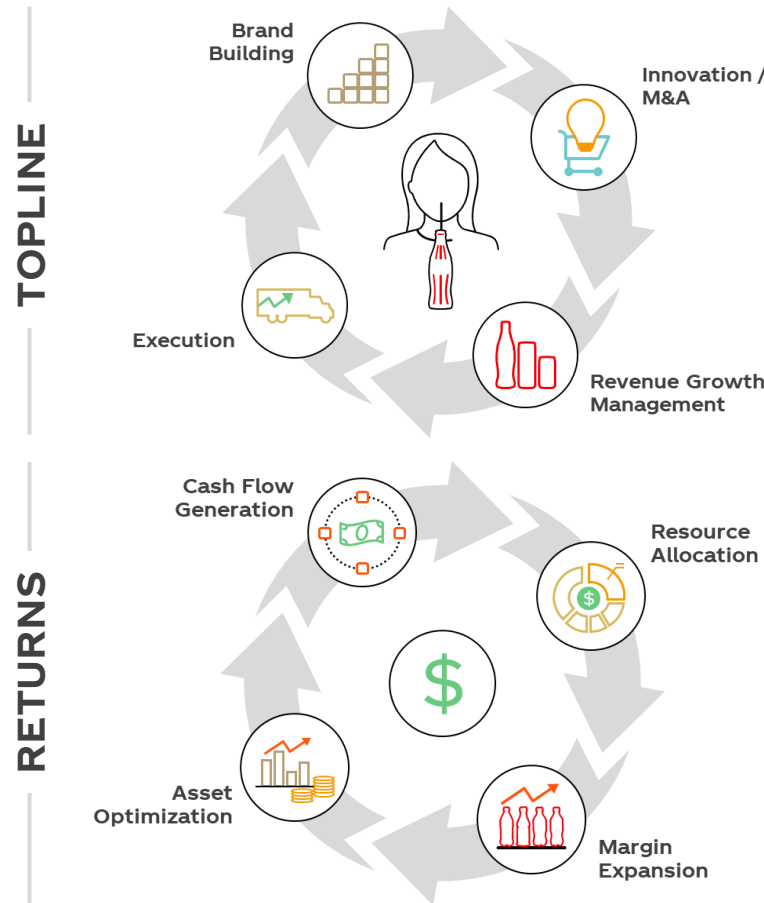 TOPLINE
Brand
Building
Innovation /
M&A
Execution
Revenue Growth
Management
RETURNS
Cash Flow
Generation
Resource
Allocation
$
$
Asset
Optimization
Margin
Expansion